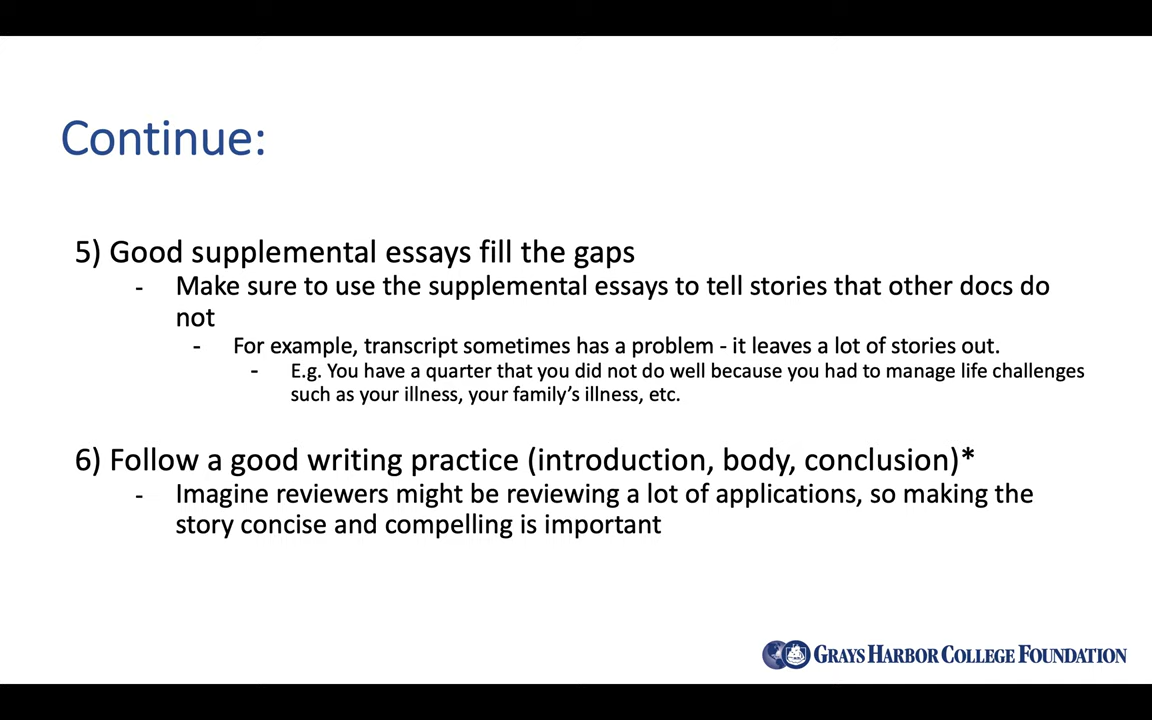 Continue:
5) Good supplemental essays fill the gaps
- Make sure to use the supplemental essays to tell stories that other docs do
not
- For example, transcript sometimes has a problem - it leaves a lot of stories out.
- E.g. You have a quarter that you did not do well because you had to manage life challenges
such as your illness, your family’s illness, etc.
6) Follow a good writing practice (introduction, body, conclusion)*
- Imagine reviewers might be reviewing a lot of applications, so making the
story concise and compelling is important
GRAYS HARBOR COLLEGE FOUNDATION